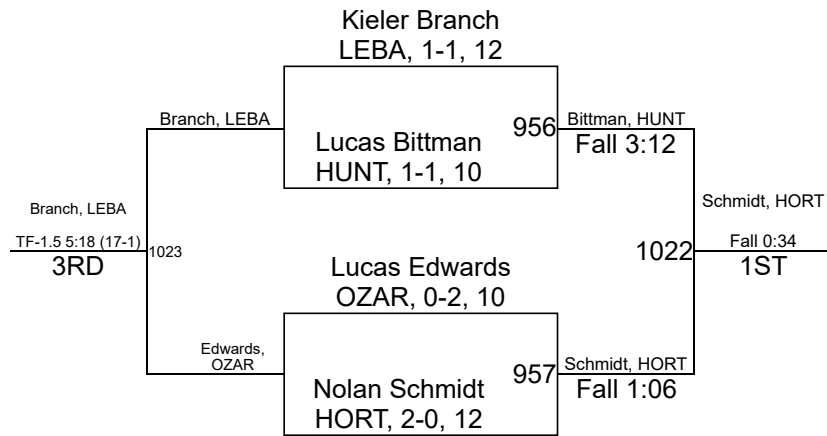 Kieler Branch
LEBA, 1-1, 12
Branch, LEBA
956
Bittman, HUNT
Lucas Bittman
HUNT, 1-1, 10
Fall 3:12
Branch, LEBA
Schmidt, HORT
TF-1.5 5:18 (17-1)
1023
3RD
1022
Fall 0:34
1ST
Lucas Edwards
OZAR, 0-2, 10
Edwards,
OZAR
957
Schmidt, HORT
Nolan Schmidt
HORT, 2-0, 12
Fall 1:06